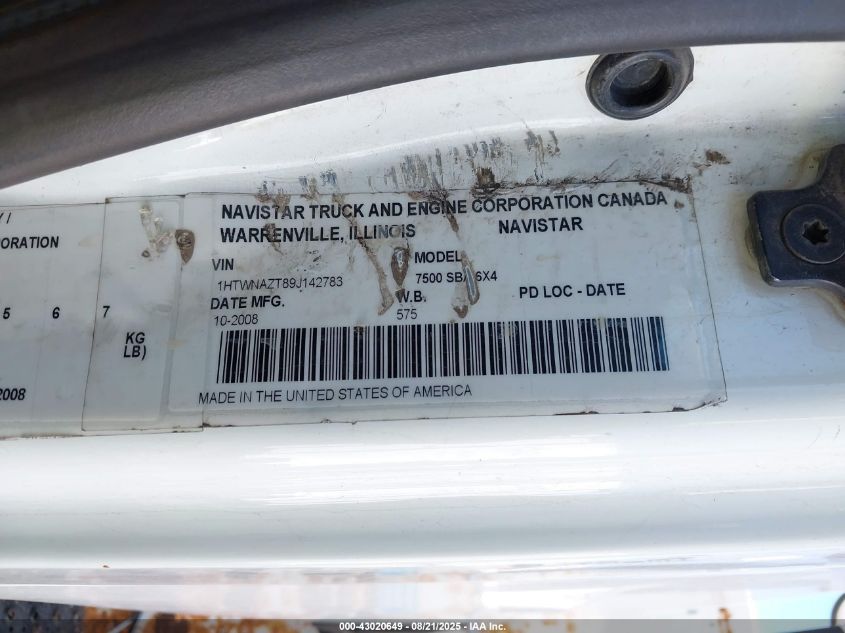 Y /
PORATION
5 6 7
KG
LB)
2008
NAVISTAR TRUCK AND ENGINE CORPORATION CANADA
WARRENVILLE, ILLINOIS NAVISTAR
VIN MODEL
1HTWNAZT89J142783 7500 SBA 6X4
DATE MFG. W.B. PD LOC - DATE
10-2008 575
MADE IN THE UNITED STATES OF AMERICA
000-43020649 - 08/21/2025 - IAA Inc.